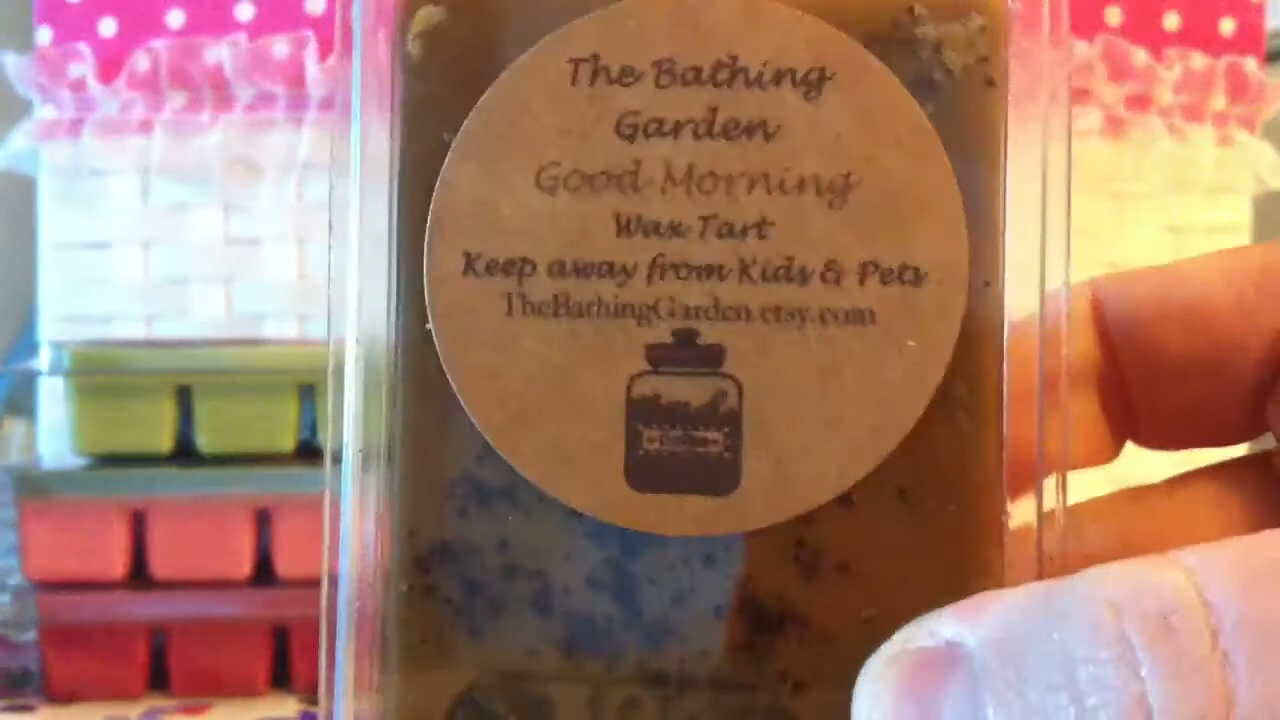 The Bathing
Garden
Good Morning
Wax Tart
Keep away from Kids & Pets
TheBathingGarden.etsy.com